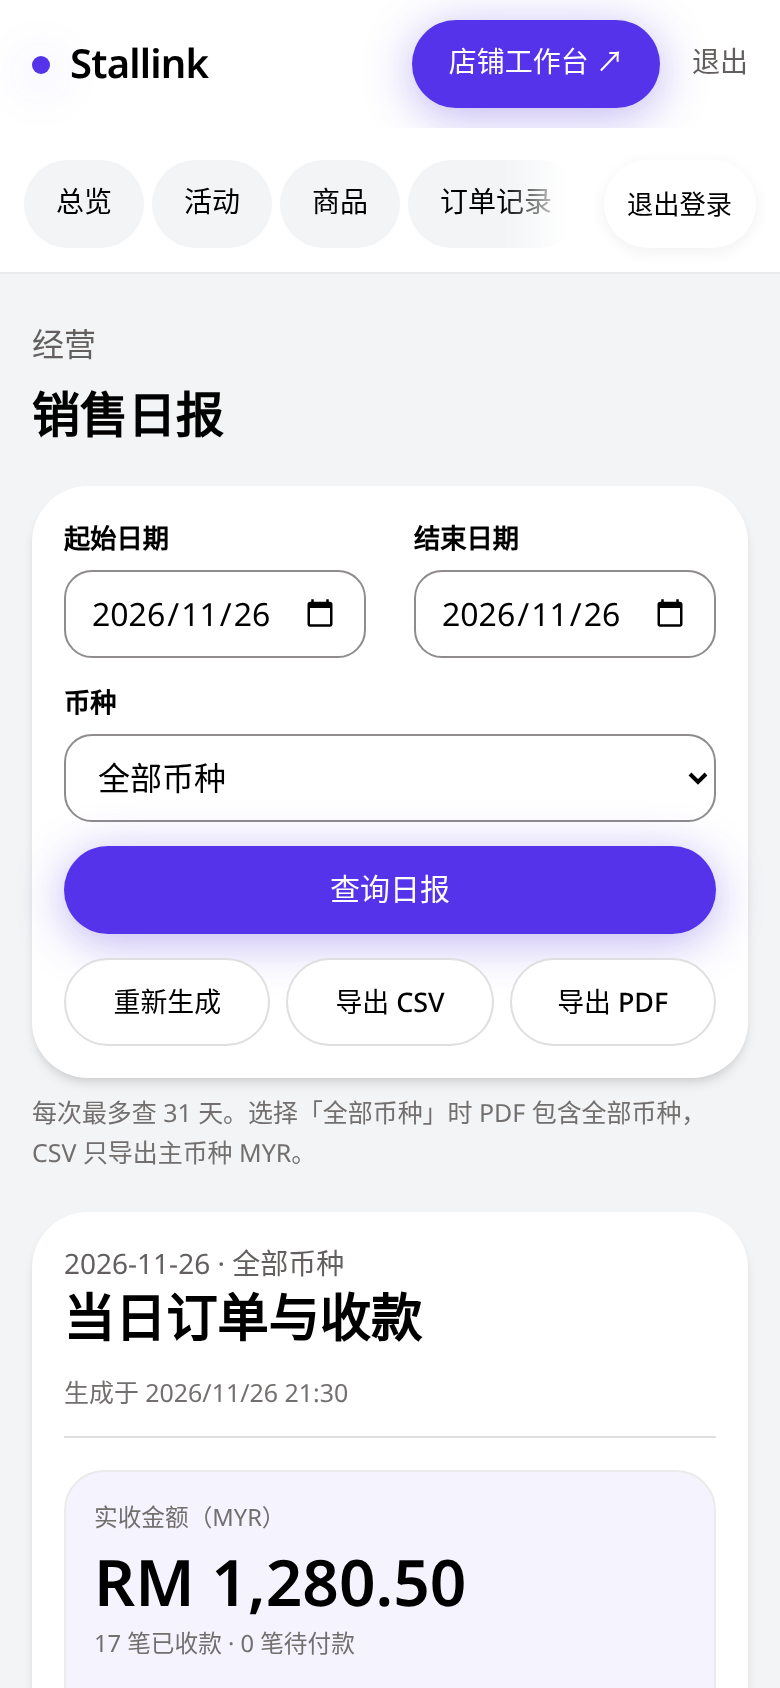 Stallink
店铺工作台 ↗
退出
总览
活动
商品
订单记录
退出登录
经营
销售日报
起始日期
结束日期
2026/11/26
2026/11/26
币种
全部币种
查询日报
重新生成
导出 CSV
导出 PDF
每次最多查 31 天。选择「全部币种」时 PDF 包含全部币种，
CSV 只导出主币种 MYR。
2026-11-26 · 全部币种
当日订单与收款
生成于 2026/11/26 21:30
实收金额（MYR）
RM 1,280.50
17 笔已收款 · 0 笔待付款